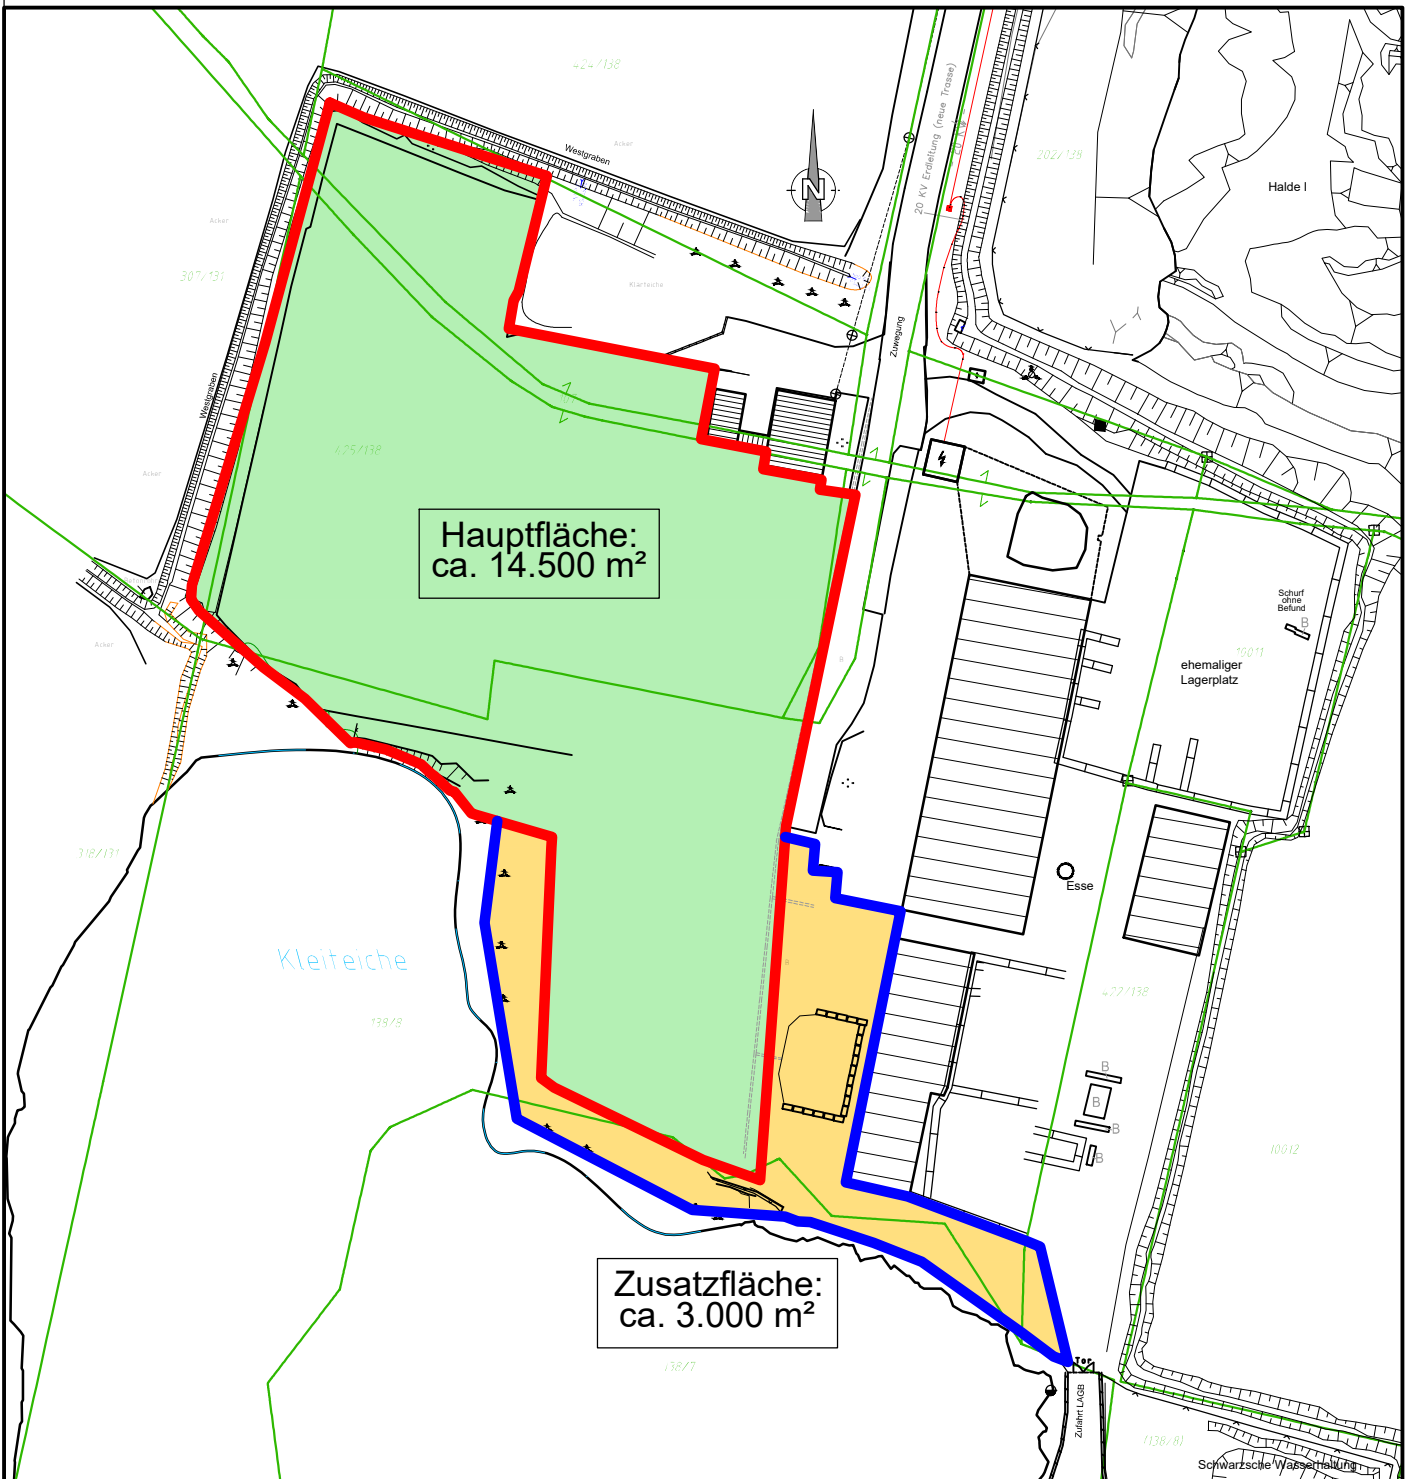 424/138
Westgraben
Acker
20 KV Erdleitung (neue Trasse)
20 KV
202/138
Halde I
N
Acker
307/131
Klärteiche
Zuwegung
Westgraben
425/138
Acker
Hauptfläche:
ca. 14.500 m²
Schurf
ohne
Befund
B
10011
ehemaliger
Lagerplatz
Acker
B
318/131
Esse
Kleiteiche
B
139/8
427/138
B
B
B
B
10012
Zusatzfläche:
ca. 3.000 m²
138/7
Tor
Zufahrt LAGB
(138/8)
Schwarzsche Wasserhaltung